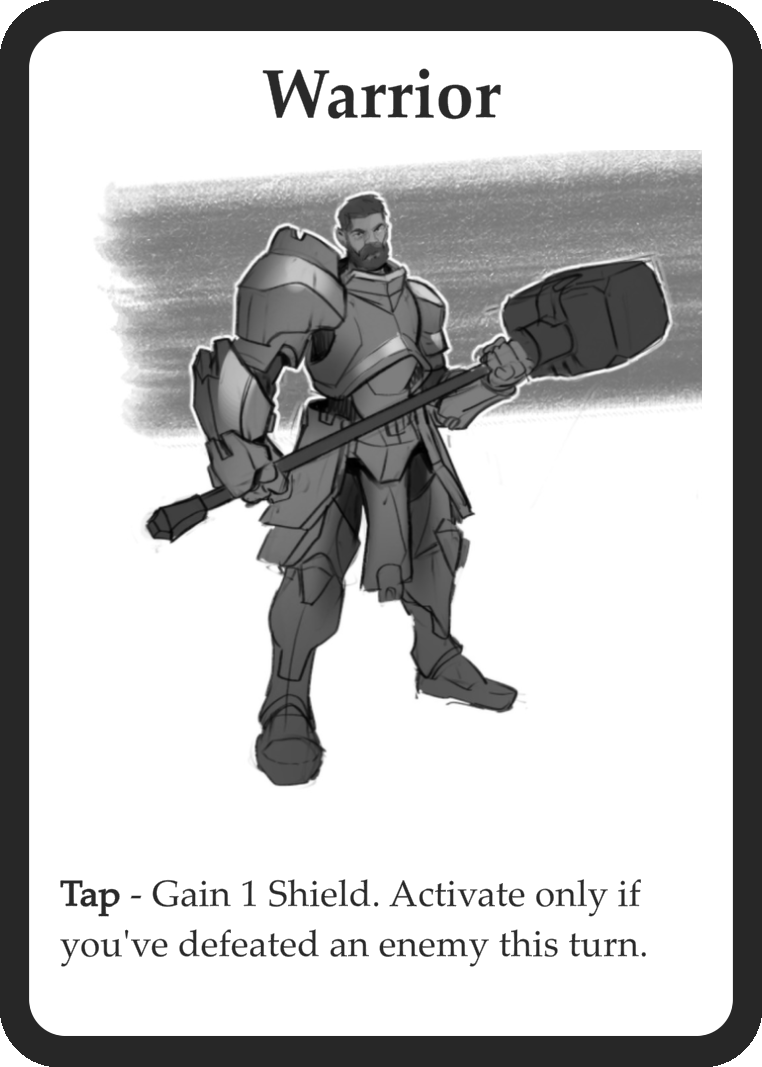 Warrior
Tap - Gain 1 Shield. Activate only if
you've defeated an enemy this turn.